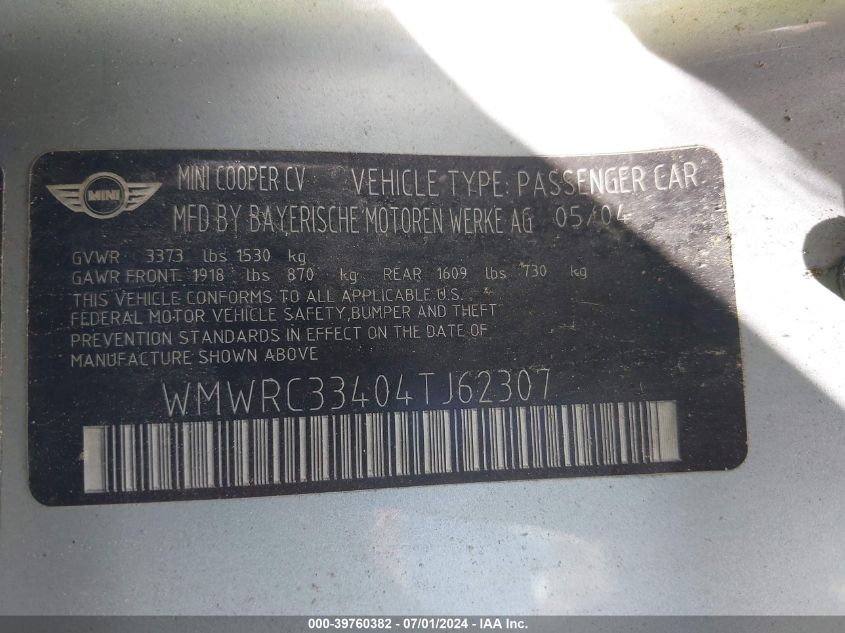 MINI
MINI COOPER CV VEHICLE TYPE: PASSENGER CAR
MFD BY BAYERISCHE MOTOREN WERKE AG 05/04
GVWR 3373 lbs 1530 kg
GAWR FRONT 1918 lbs 870 kg REAR 1609 lbs 730 kg
THIS VEHICLE CONFORMS TO ALL APPLICABLE U.S.
FEDERAL MOTOR VEHICLE SAFETY,BUMPER AND THEFT
PREVENTION STANDARDS IN EFFECT ON THE DATE OF
MANUFACTURE SHOWN ABOVE
WMWRC33404TJ62307
000-39760382 - 07/01/2024 - IAA Inc.